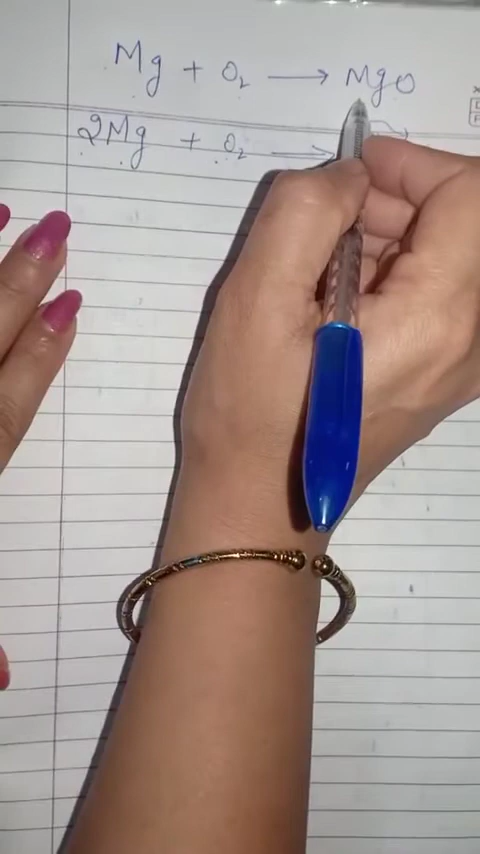 Mg + O₂ → MgO
2Mg + O₂ →